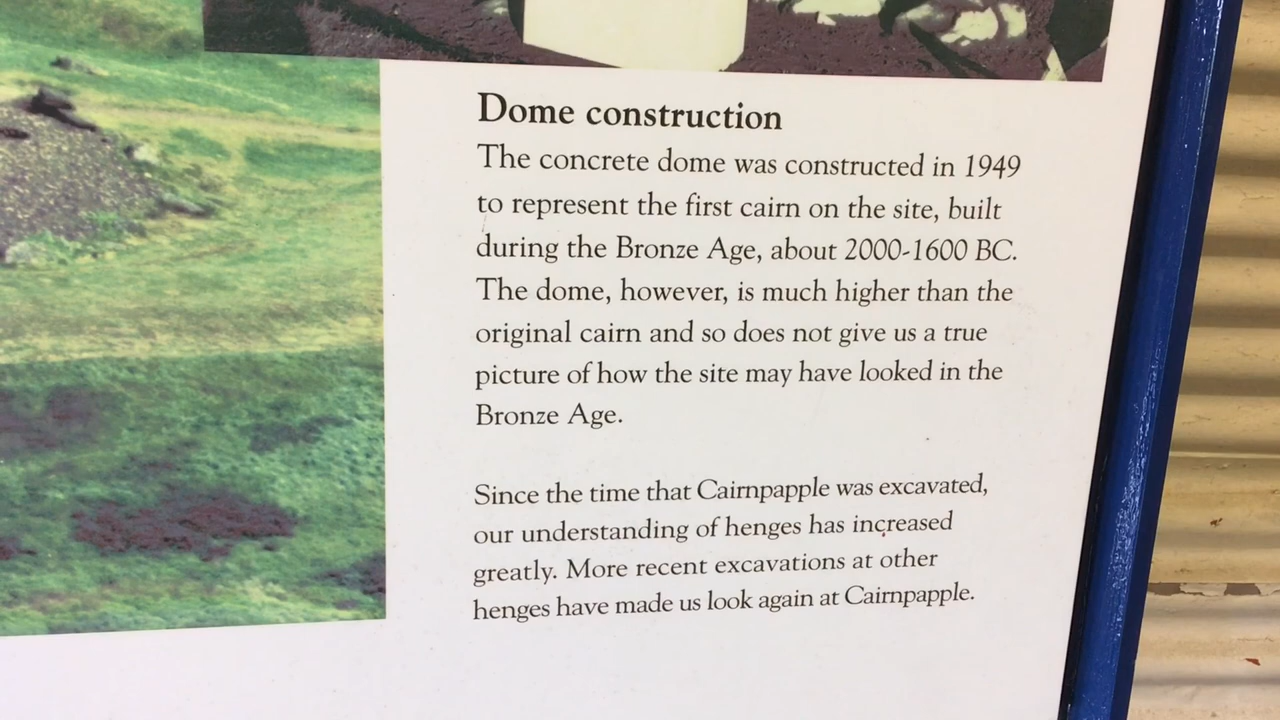 Dome construction
The concrete dome was constructed in 1949
to represent the first cairn on the site, built
during the Bronze Age, about 2000-1600 BC.
The dome, however, is much higher than the
original cairn and so does not give us a true
picture of how the site may have looked in the
Bronze Age.
Since the time that Cairnpapple was excavated,
our understanding of henges has increased
greatly. More recent excavations at other
henges have made us look again at Cairnpapple.